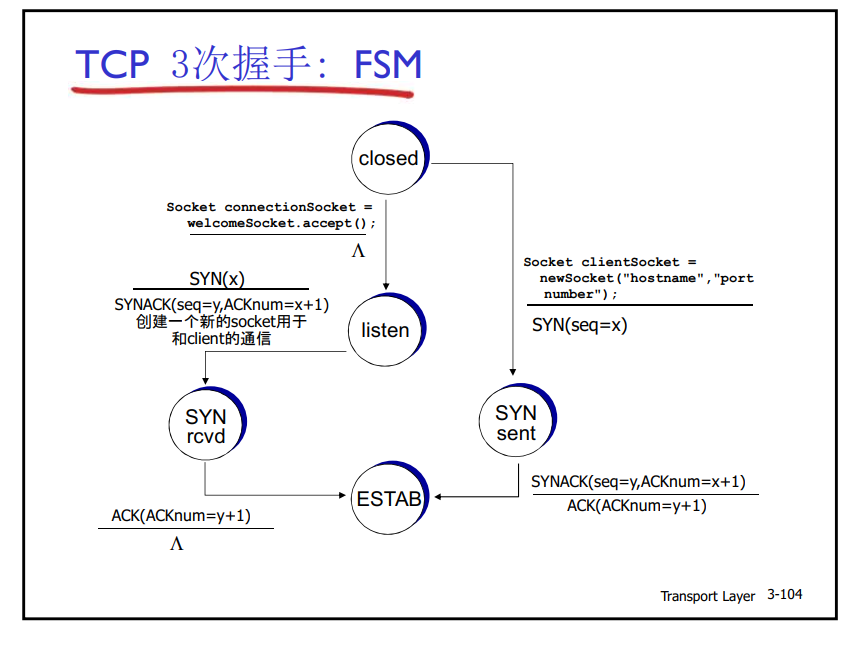 TCP 3次握手: FSM
closed
Socket connectionSocket =
welcomeSocket.accept();
Λ
Socket clientSocket =
newSocket("hostname","port
number");
SYN(seq=x)
SYN(x)
SYNACK(seq=y,ACKnum=x+1)
创建一个新的socket用于
和client的通信
listen
SYN
rcvd
SYN
sent
ESTAB
SYNACK(seq=y,ACKnum=x+1)
ACK(ACKnum=y+1)
ACK(ACKnum=y+1)
Λ
Transport Layer 3-104